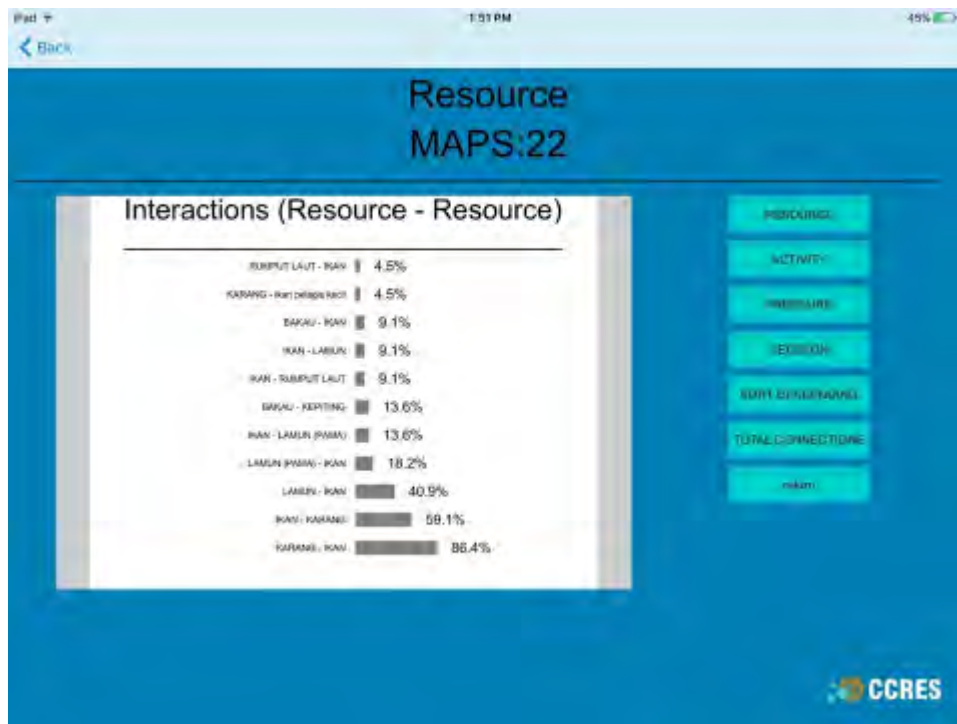 iPad
1:51 PM
45%
Back
Resource
MAPS:22
Interactions (Resource - Resource)
RUMPUT LAUT - IKAN 4.5%
KARANG - ikan pelagis kecil 4.5%
BAKAU - IKAN 9.1%
IKAN - LAMUN 9.1%
IKAN - RUMPUT LAUT 9.1%
BAKAU - KEPITING 13.6%
IKAN - LAMUN (PAMA) 13.6%
LAMUN (PAMA) - IKAN 18.2%
LAMUN - IKAN 40.9%
IKAN - KARANG 59.1%
KARANG - IKAN 86.4%
RESOURCE
ACTIVITY
PRESSURE
DECISION
TOTAL CONNECTIONS
return
CCRES